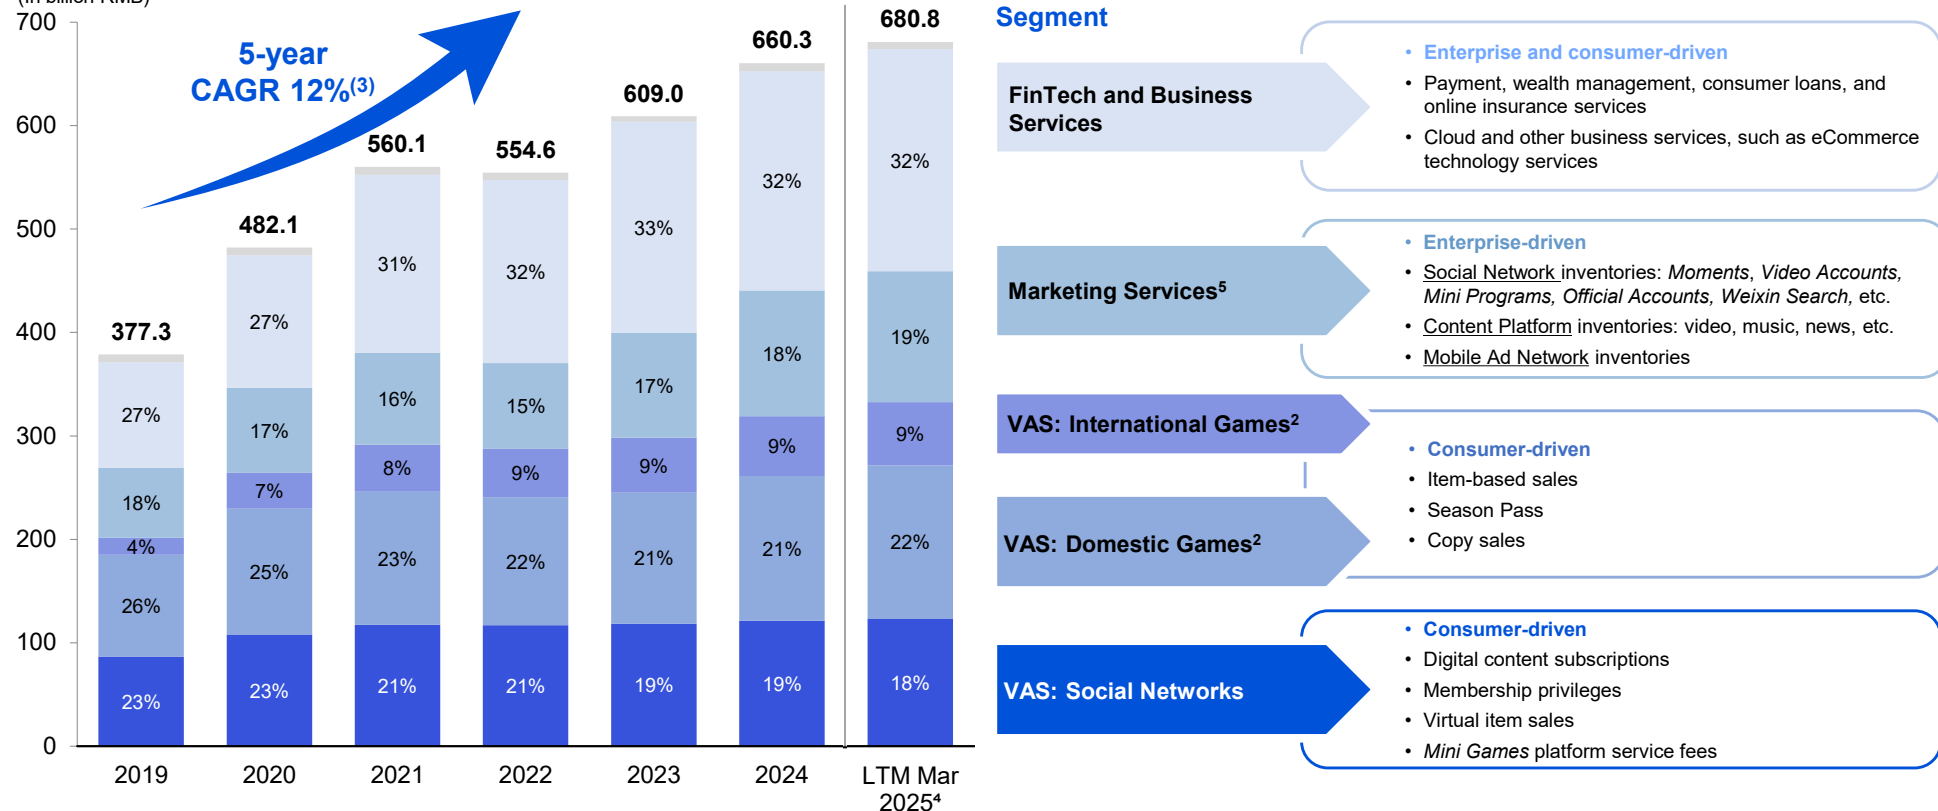 (in billion RMB)
700
600
500
400
300
200
100
0
5-year
CAGR 12%(3)
377.3
27%
18%
4%
26%
23%
2019
482.1
27%
17%
7%
25%
23%
2020
560.1
31%
16%
8%
23%
21%
2021
554.6
32%
15%
9%
22%
21%
2022
609.0
33%
17%
9%
21%
19%
2023
660.3
32%
18%
9%
21%
19%
2024
680.8
32%
19%
9%
22%
18%
LTM Mar
2025⁴
Segment
FinTech and Business
Services
• Enterprise and consumer-driven
• Payment, wealth management, consumer loans, and
online insurance services
• Cloud and other business services, such as eCommerce
technology services
Marketing Services⁵
• Enterprise-driven
• Social Network inventories: Moments, Video Accounts,
Mini Programs, Official Accounts, Weixin Search, etc.
• Content Platform inventories: video, music, news, etc.
• Mobile Ad Network inventories
VAS: International Games²
VAS: Domestic Games²
• Consumer-driven
• Item-based sales
• Season Pass
• Copy sales
VAS: Social Networks
• Consumer-driven
• Digital content subscriptions
• Membership privileges
• Virtual item sales
• Mini Games platform service fees